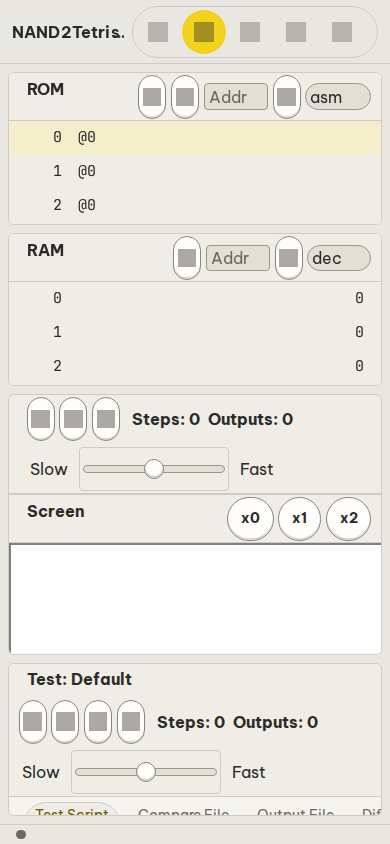 NAND2Tetris..
ROM Addr asm
0 @0
1 @0
2 @0
RAM Addr dec
0 0
1 0
2 0
Steps: 0 Outputs: 0
Slow Fast
Screen x0 x1 x2
Test: Default
Steps: 0 Outputs: 0
Slow Fast
Test Script Compare File Output File